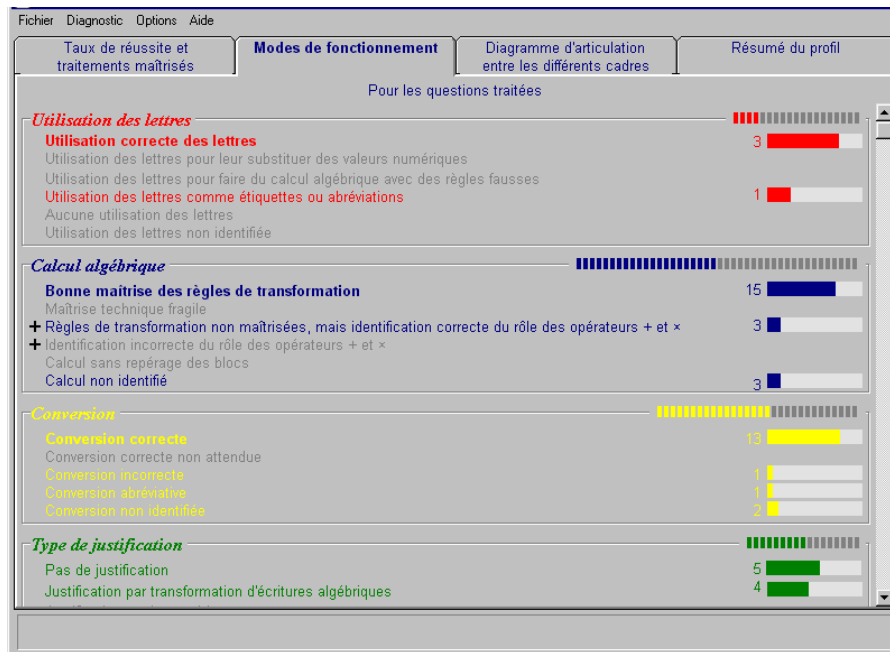 Fichier Diagnostic Options Aide
Taux de réussite et
traitements maîtrisés
Modes de fonctionnement
Diagramme d'articulation
entre les différents cadres
Résumé du profil
Pour les questions traitées
Utilisation des lettres
Utilisation correcte des lettres 3
Utilisation des lettres pour leur substituer des valeurs numériques
Utilisation des lettres pour faire du calcul algébrique avec des règles fausses
Utilisation des lettres comme étiquettes ou abréviations 1
Aucune utilisation des lettres
Utilisation des lettres non identifiée
Calcul algébrique
Bonne maîtrise des règles de transformation 15
Maîtrise technique fragile
+ Règles de transformation non maîtrisées, mais identification correcte du rôle des opérateurs + et × 3
+ Identification incorrecte du rôle des opérateurs + et ×
Calcul sans repérage des blocs
Calcul non identifié 3
Conversion
Conversion correcte 13
Conversion correcte non attendue
Conversion incorrecte 1
Conversion abréviative 1
Conversion non identifiée 2
Type de justification
Pas de justification 5
Justification par transformation d'écritures algébriques 4